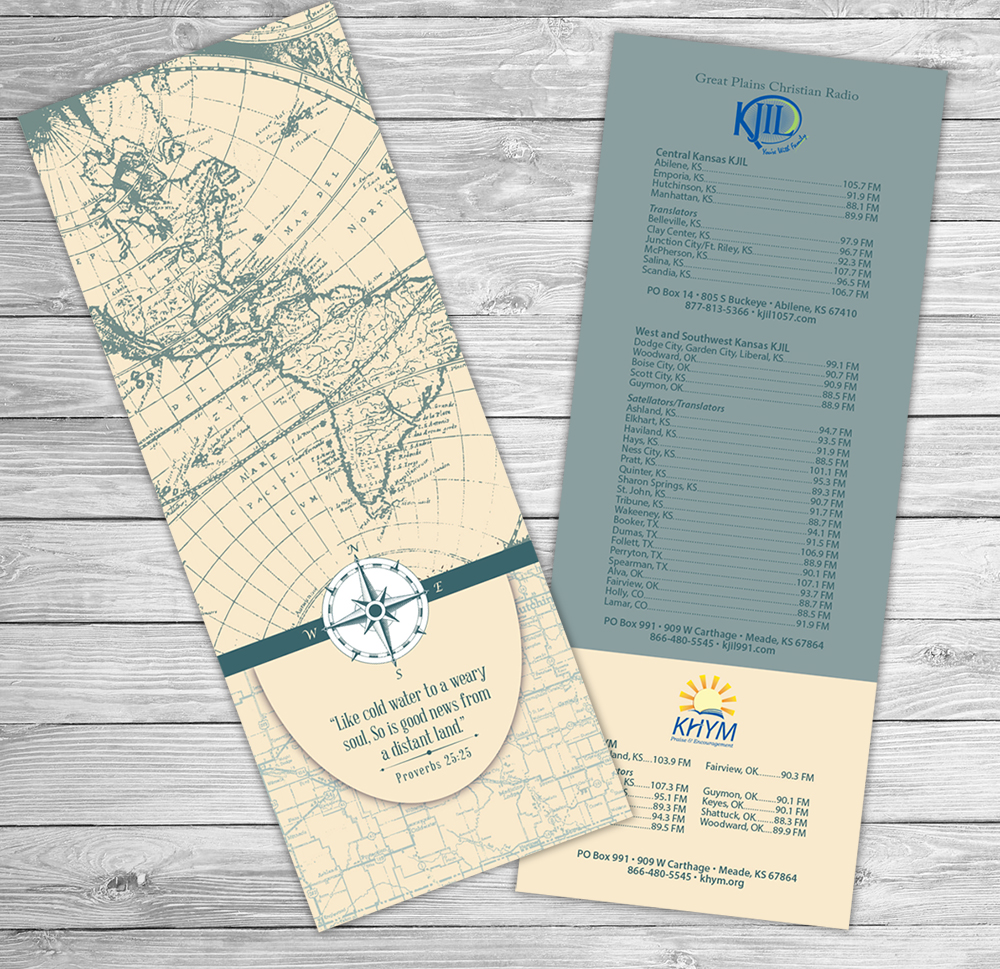 MAR DEL
NORT
DEL ZVR
MARE
PACIFICUM
N
E
W
S
“Like cold water to a weary
soul, So is good news from
a distant land.”
Proverbs 25:25
Great Plains Christian Radio
KJIL
You're With Family
Central Kansas KJIL
Abilene, KS 105.7 FM
Emporia, KS 91.9 FM
Hutchinson, KS 88.1 FM
Manhattan, KS 89.9 FM
Translators
Belleville, KS 97.9 FM
Clay Center, KS 96.7 FM
Junction City/Ft. Riley, KS 92.3 FM
McPherson, KS 107.7 FM
Salina, KS 96.5 FM
Scandia, KS 106.7 FM
PO Box 14 • 805 S Buckeye • Abilene, KS 67410
877-813-5366 • kjil1057.com
West and Southwest Kansas KJIL
Dodge City, Garden City, Liberal, KS 99.1 FM
Woodward, OK 90.7 FM
Boise City, OK 90.9 FM
Scott City, KS 88.5 FM
Guymon, OK 88.9 FM
Satellators/Translators
Ashland, KS 94.7 FM
Elkhart, KS 93.5 FM
Haviland, KS 91.9 FM
Hays, KS 88.5 FM
Ness City, KS 101.1 FM
Pratt, KS 95.3 FM
Quinter, KS 89.3 FM
Sharon Springs, KS 90.7 FM
St. John, KS 91.7 FM
Tribune, KS 88.7 FM
Wakeeney, KS 94.1 FM
Booker, TX 91.5 FM
Dumas, TX 106.9 FM
Follett, TX 88.9 FM
Perryton, TX 90.1 FM
Spearman, TX 107.1 FM
Alva, OK 93.7 FM
Fairview, OK 88.7 FM
Holly, CO 88.5 FM
Lamar, CO 91.9 FM
PO Box 991 • 909 W Carthage • Meade, KS 67864
866-480-5545 • kjil991.com
KHYM
Praise & Encouragement
YM
land, KS 103.9 FM Fairview, OK 90.3 FM
tors
KS 107.3 FM Guymon, OK 90.1 FM
95.1 FM Keyes, OK 90.1 FM
89.3 FM Shattuck, OK 88.3 FM
94.3 FM Woodward, OK 89.9 FM
89.5 FM
PO Box 991 • 909 W Carthage • Meade, KS 67864
866-480-5545 • khym.org